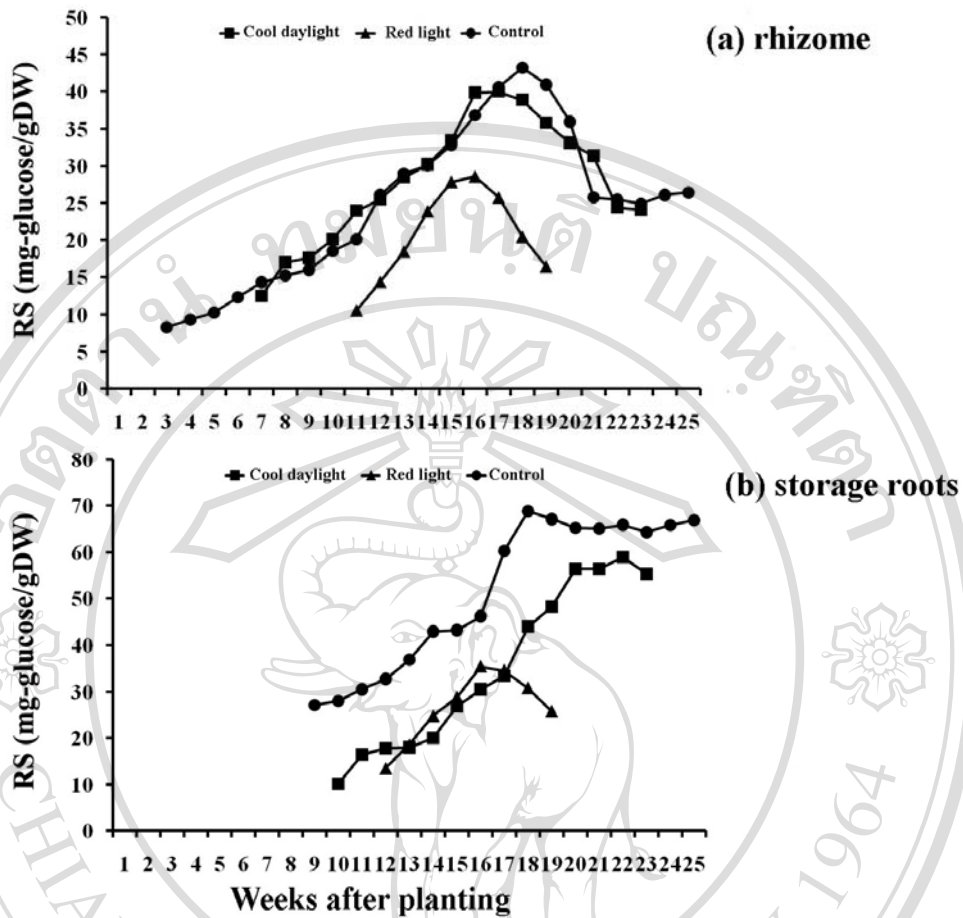 50
45
40
35
30
25
20
15
10
5
0
RS (mg-glucose/gDW)
Cool daylight Red light Control
(a) rhizome
1 2 3 4 5 6 7 8 9 10 11 12 13 14 15 16 17 18 19 20 21 22 23 24 25
80
70
60
50
40
30
20
10
0
RS (mg-glucose/gDW)
Cool daylight Red light Control
(b) storage roots
1 2 3 4 5 6 7 8 9 10 11 12 13 14 15 16 17 18 19 20 21 22 23 24 25
Weeks after planting
CHIA
1964